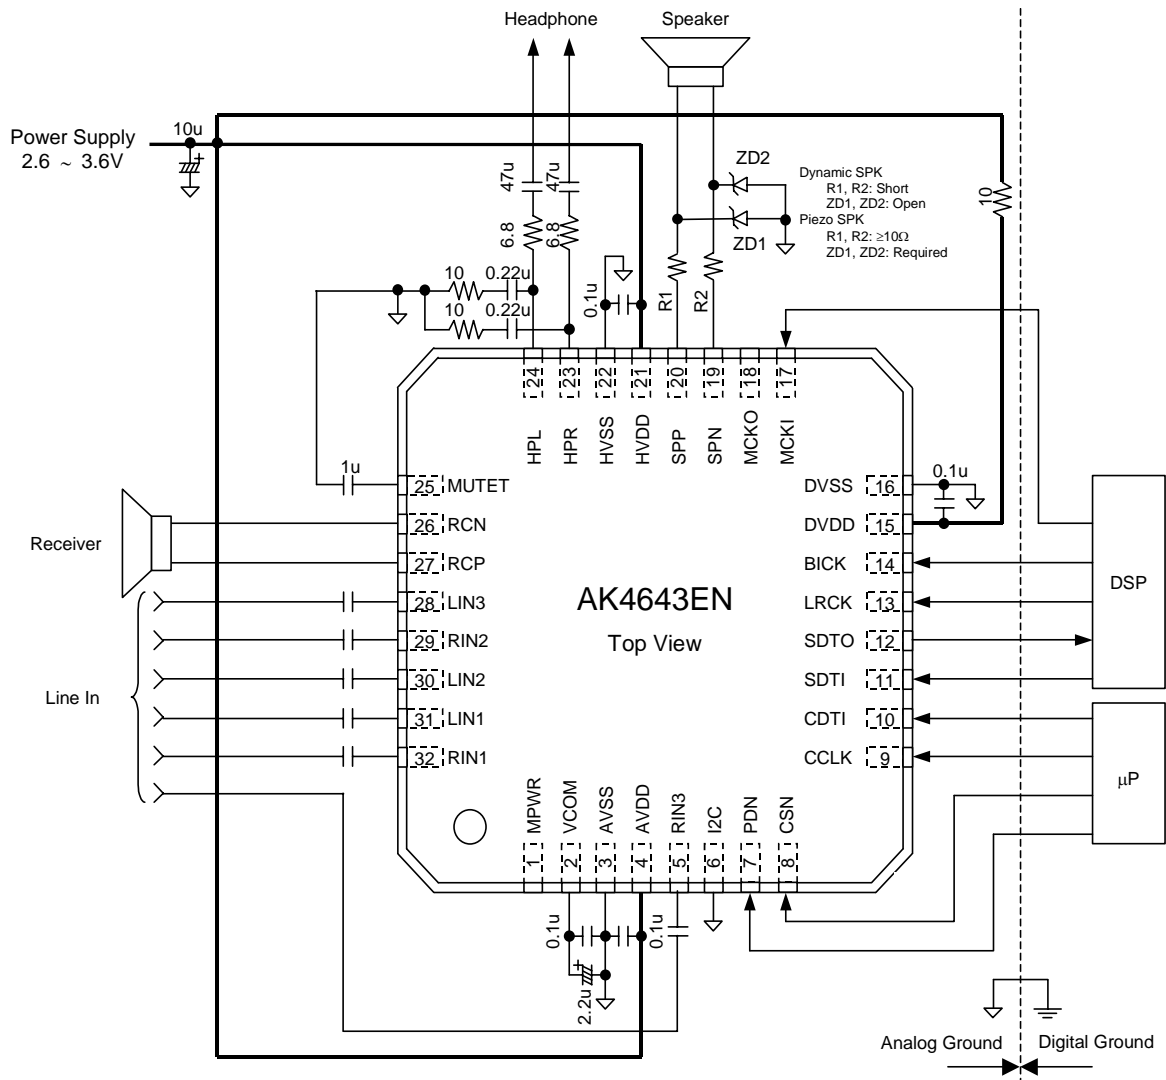 Headphone
Speaker
Power Supply
2.6 ~ 3.6V
10u
47u
47u
6.8
6.8
ZD2
ZD1
Dynamic SPK
R1, R2: Short
ZD1, ZD2: Open
Piezo SPK
R1, R2: ≥10Ω
ZD1, ZD2: Required
10
10
0.22u
10
0.22u
0.1u
R1
R2
24
23
22
21
20
19
18
17
HPL
HPR
HVSS
HVDD
SPP
SPN
MCKO
MCKI
1u
25 MUTET
26 RCN
27 RCP
28 LIN3
29 RIN2
30 LIN2
31 LIN1
32 RIN1
Receiver
Line In
AK4643EN
Top View
DVSS 16
DVDD 15
BICK 14
LRCK 13
SDTO 12
SDTI 11
CDTI 10
CCLK 9
0.1u
DSP
μP
MPWR
VCOM
AVSS
AVDD
RIN3
I2C
PDN
CSN
1
2
3
4
5
6
7
8
0.1u
0.1u
+
2.2u
+
Analog Ground
Digital Ground